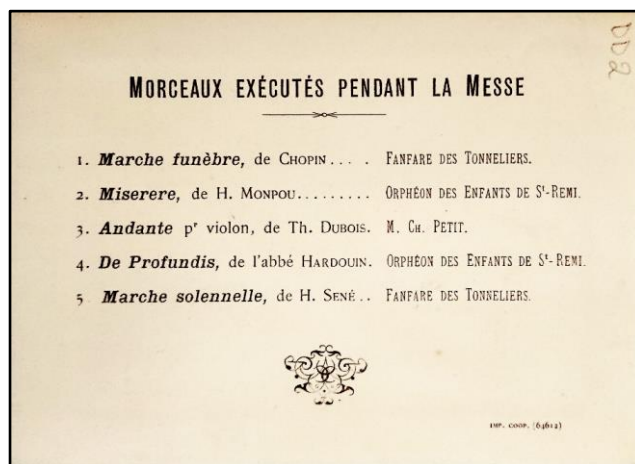 DD2
MORCEAUX EXÉCUTÉS PENDANT LA MESSE
1. Marche funèbre, de CHOPIN.... FANFARE DES TONNELIERS.
2. Miserere, de H. MONPOU......... ORPHÉON DES ENFANTS DE St-REMI.
3. Andante pr violon, de Th. DUBOIS. M. CH. PETIT.
4. De Profundis, de l'abbé HARDOUIN. ORPHÉON DES ENFANTS DE St-REMI.
5 Marche solennelle, de H. SENÉ.. FANFARE DES TONNELIERS.
IMP. COOP. (64612)